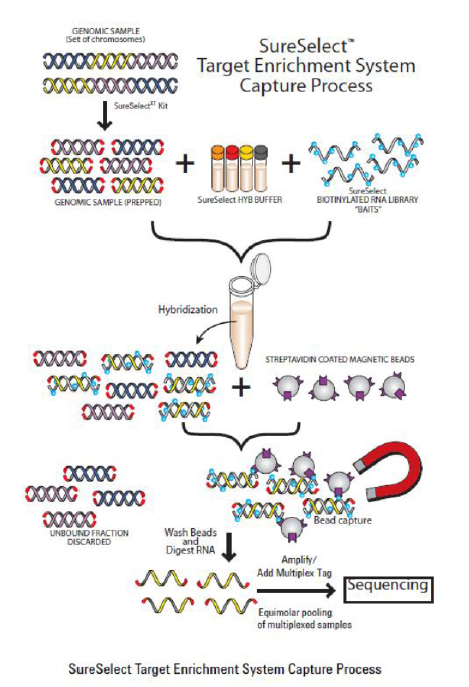 GENOMIC SAMPLE
(Set of chromosomes)
SureSelect™
Target Enrichment System
Capture Process
SureSelectXT Kit
GENOMIC SAMPLE (PREPPED)
SureSelect HYB BUFFER
SureSelect
BIOTINYLATED RNA LIBRARY
"BAITS"
Hybridization
STREPTAVIDIN COATED MAGNETIC BEADS
UNBOUND FRACTION
DISCARDED
Bead capture
Wash Beads
and
Digest RNA
Amplify/
Add Multiplex Tag
Sequencing
Equimolar pooling
of multiplexed samples
SureSelect Target Enrichment System Capture Process